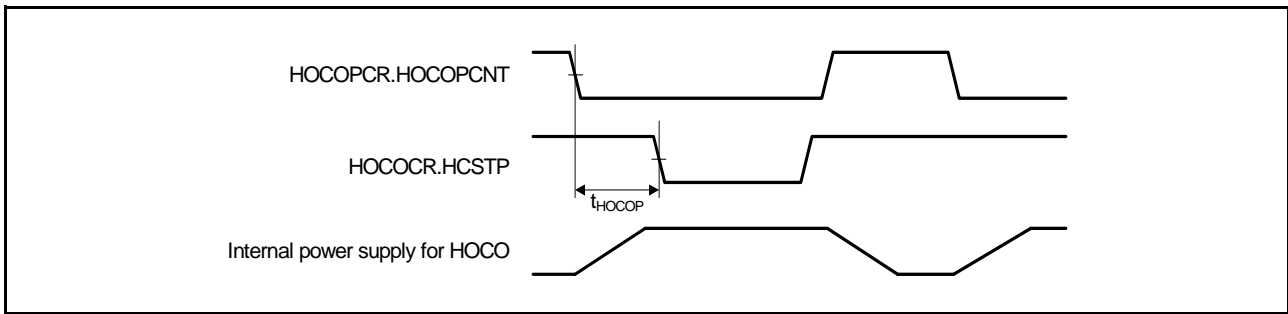 HOCOPCR.HOCOPCNT
HOCOCR.HCSTP
tHOCOP
Internal power supply for HOCO